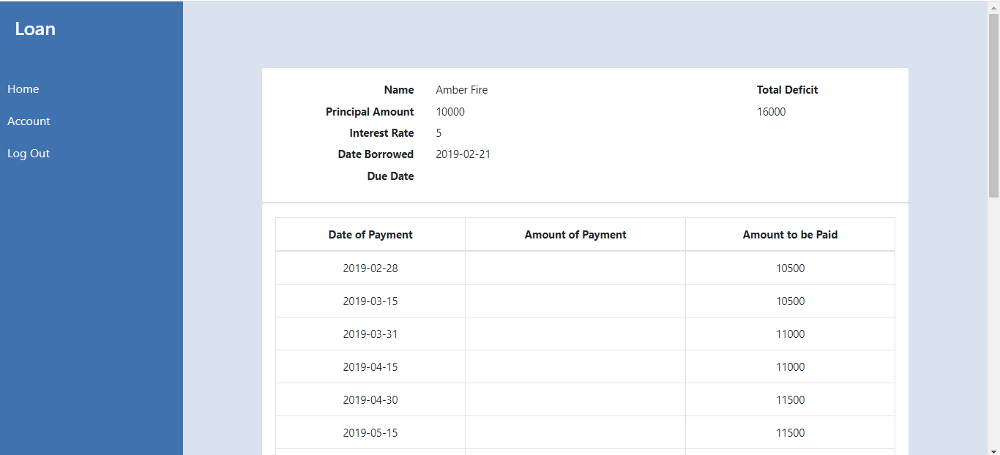 Loan
Home
Account
Log Out
Name Amber Fire
Principal Amount 10000
Interest Rate 5
Date Borrowed 2019-02-21
Due Date
Total Deficit
16000
Date of Payment Amount of Payment Amount to be Paid
2019-02-28 10500
2019-03-15 10500
2019-03-31 11000
2019-04-15 11000
2019-04-30 11500
2019-05-15 11500